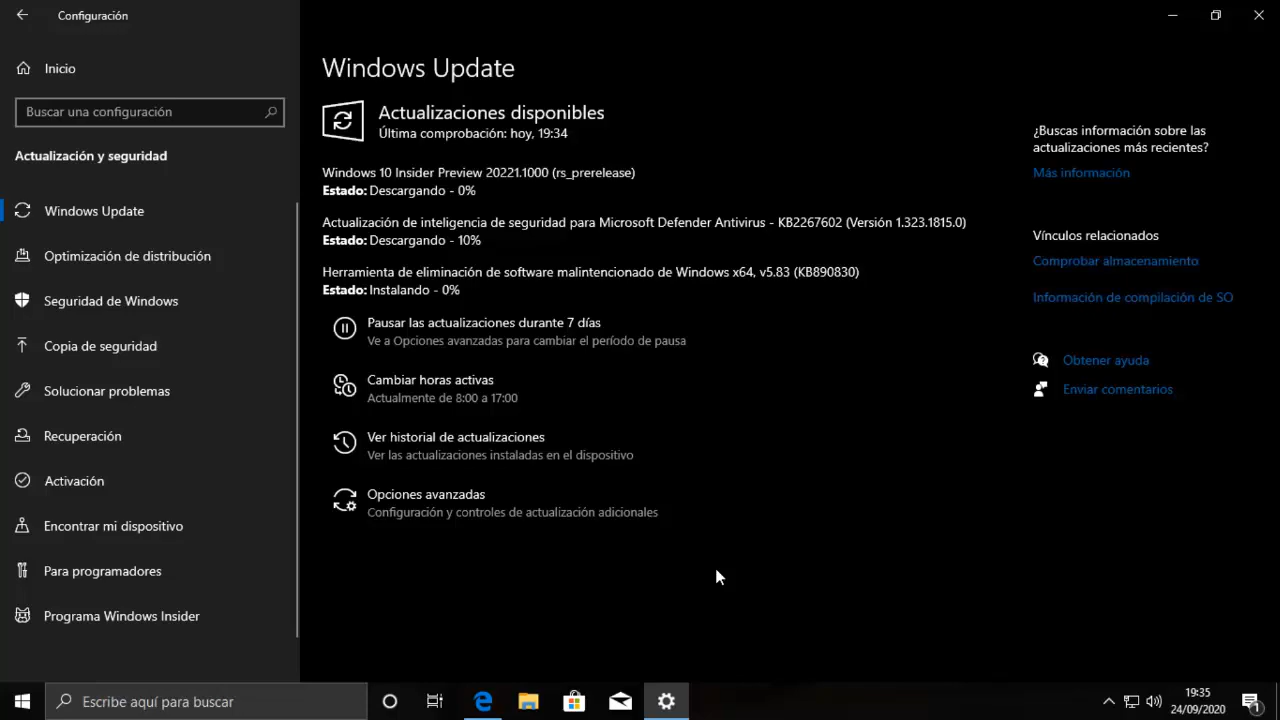 Configuración
Inicio
Buscar una configuración
Actualización y seguridad
Windows Update
Optimización de distribución
Seguridad de Windows
Copia de seguridad
Solucionar problemas
Recuperación
Activación
Encontrar mi dispositivo
Para programadores
Programa Windows Insider
Windows Update
Actualizaciones disponibles
Última comprobación: hoy, 19:34
Windows 10 Insider Preview 20221.1000 (rs_prerelease)
Estado: Descargando - 0%
Actualización de inteligencia de seguridad para Microsoft Defender Antivirus - KB2267602 (Versión 1.323.1815.0)
Estado: Descargando - 10%
Herramienta de eliminación de software malintencionado de Windows x64, v5.83 (KB890830)
Estado: Instalando - 0%
Pausar las actualizaciones durante 7 días
Ve a Opciones avanzadas para cambiar el período de pausa
Cambiar horas activas
Actualmente de 8:00 a 17:00
Ver historial de actualizaciones
Ver las actualizaciones instaladas en el dispositivo
Opciones avanzadas
Configuración y controles de actualización adicionales
¿Buscas información sobre las
actualizaciones más recientes?
Más información
Vínculos relacionados
Comprobar almacenamiento
Información de compilación de SO
Obtener ayuda
Enviar comentarios
Escribe aquí para buscar
19:35
24/09/2020
1